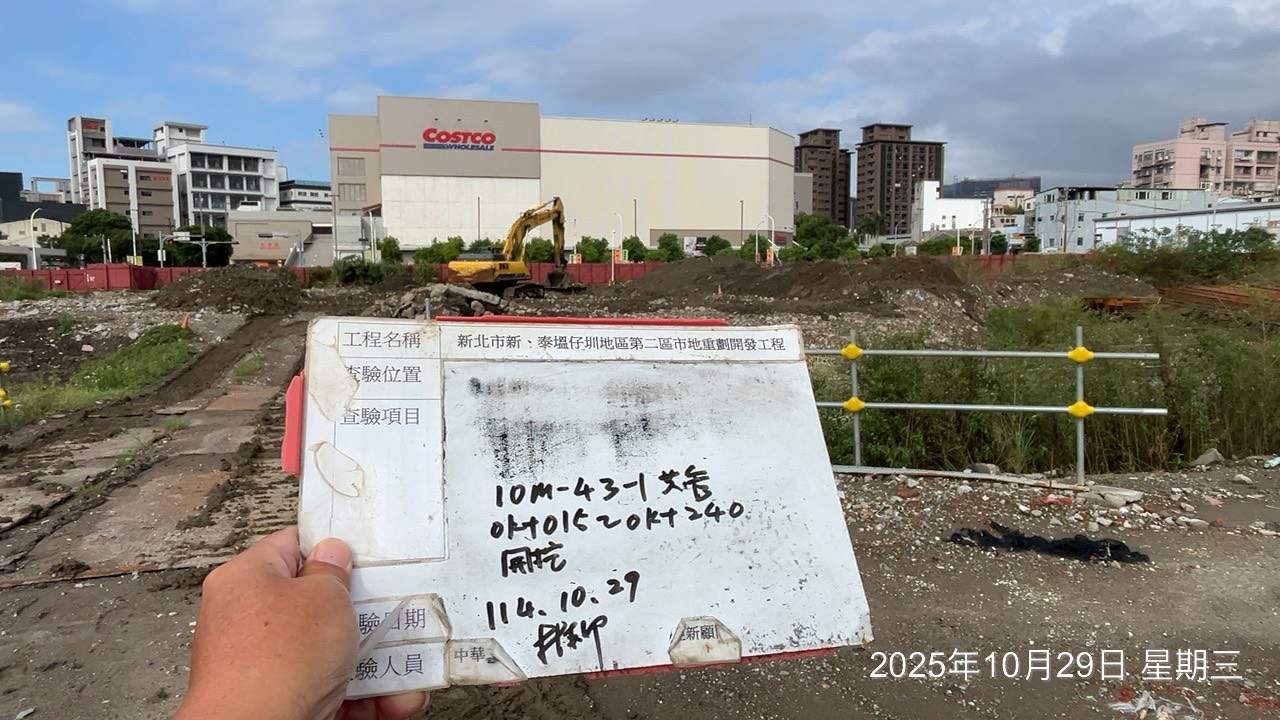 COSTCO
WHOLESALE
工程名稱 新北市新、泰塭仔圳地區第二區市地重劃開發工程
查驗位置
查驗項目
10M-43-1共管
0K+015~0K+240
開挖
114.10.29
驗日期
驗人員 中華 新顧
2025年10月29日 星期三